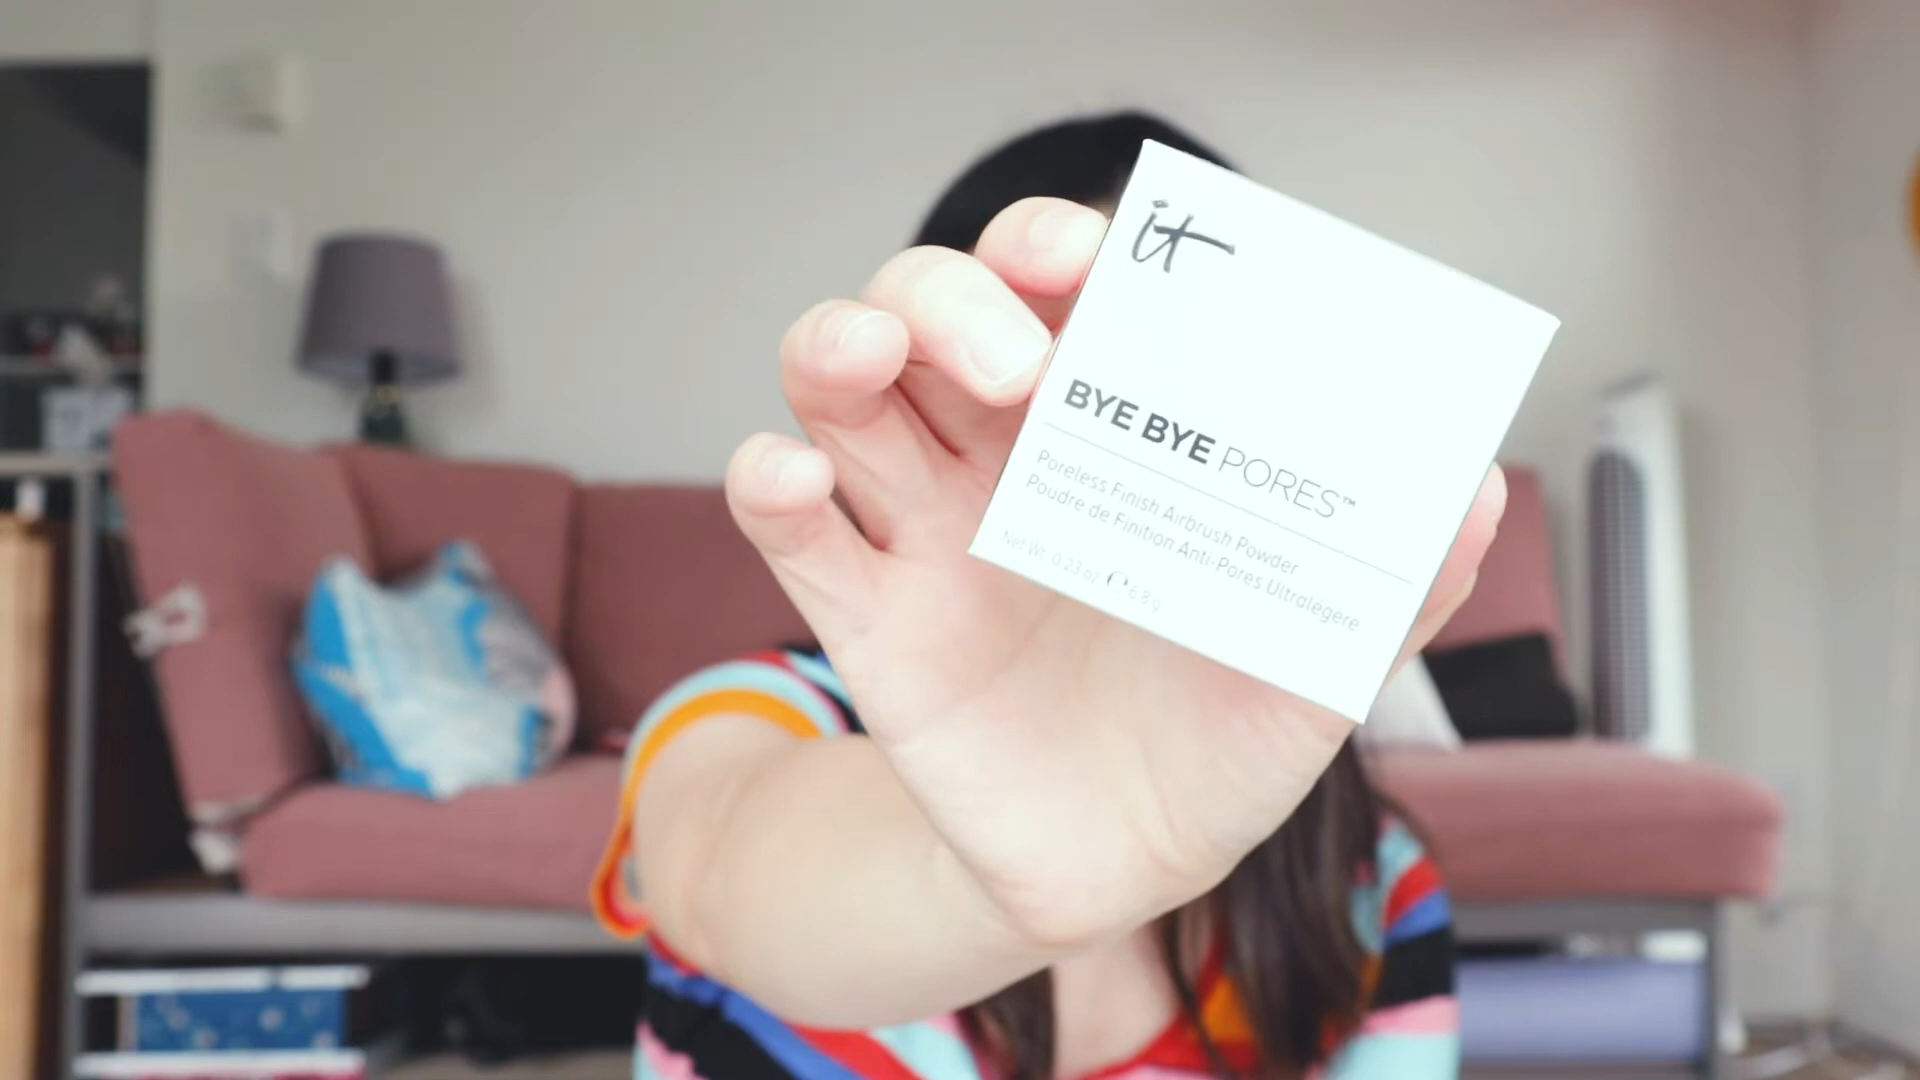 it
BYE BYE PORES™
Poreless Finish Airbrush Powder
Poudre de Finition Anti-Pores Ultralégère
Net Wt. 0.23 oz ℮ 6.8 g